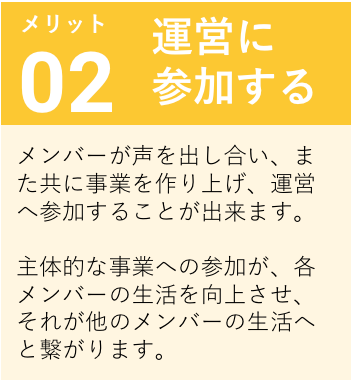 メリット
02
運営に
参加する
メンバーが声を出し合い、ま
た共に事業を作り上げ、運営
へ参加することが出来ます。
主体的な事業への参加が、各
メンバーの生活を向上させ、
それが他のメンバーの生活へ
と繋がります。